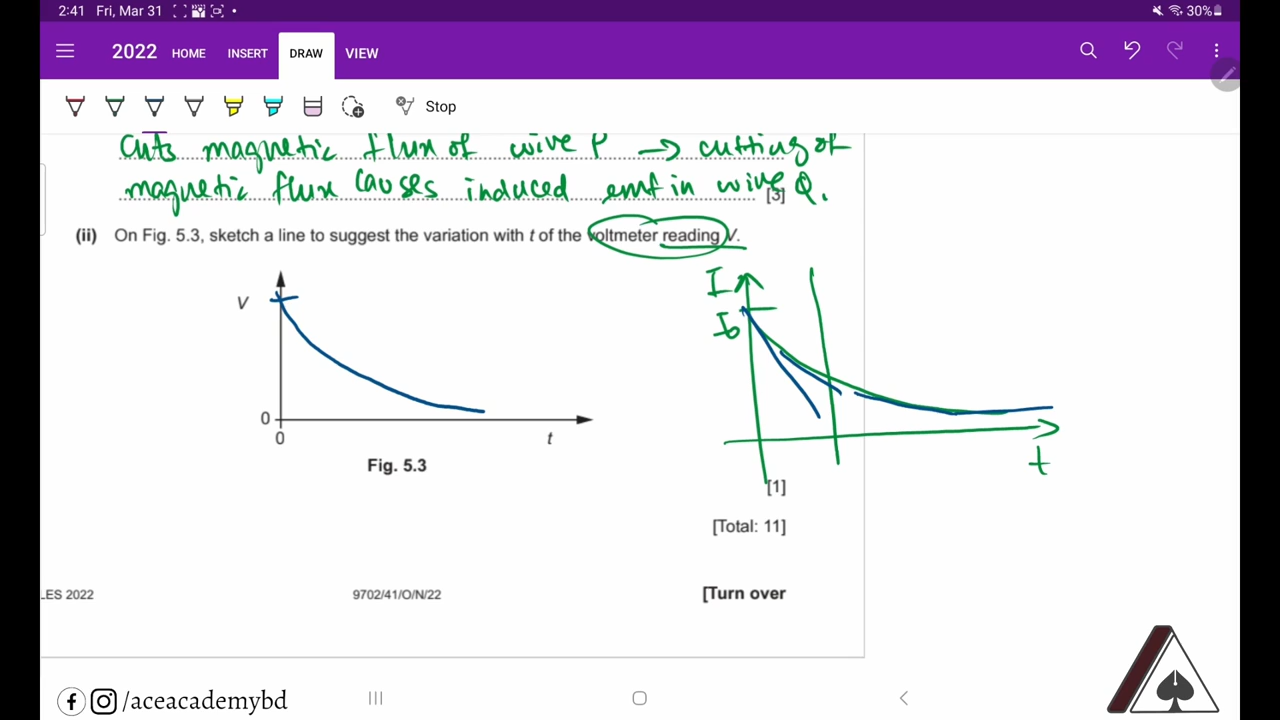 2:41 Fri, Mar 31 30%
2022 HOME INSERT DRAW VIEW
Stop
Cuts magnetic flux of wire P → cutting of
magnetic flux causes induced emf in wire Q.
[3]
(ii) On Fig. 5.3, sketch a line to suggest the variation with t of the voltmeter reading V.
I
V
I₀
0
0
t
t
Fig. 5.3
[1]
[Total: 11]
LES 2022 9702/41/O/N/22 [Turn over
/aceacademybd